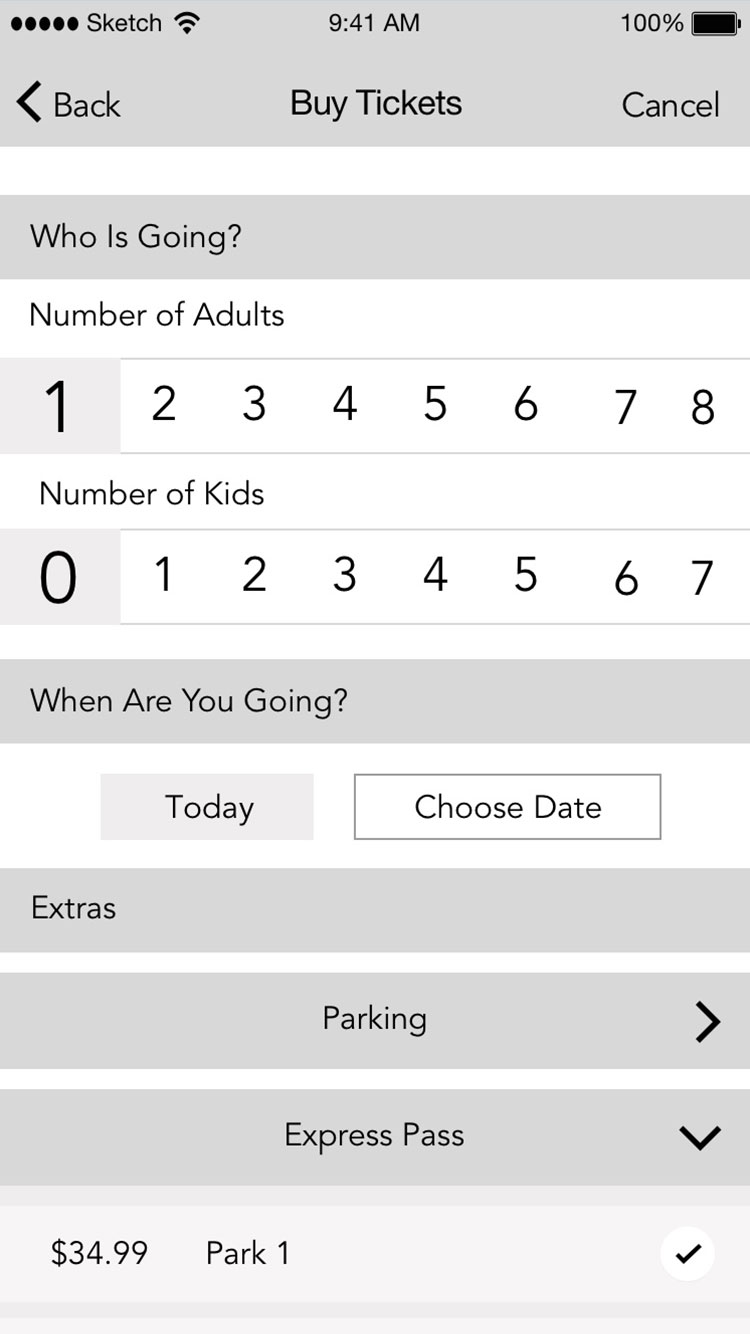 Sketch 9:41 AM 100%
Back Buy Tickets Cancel
Who Is Going?
Number of Adults
1 2 3 4 5 6 7 8
Number of Kids
0 1 2 3 4 5 6 7
When Are You Going?
Today Choose Date
Extras
Parking
Express Pass
$34.99 Park 1